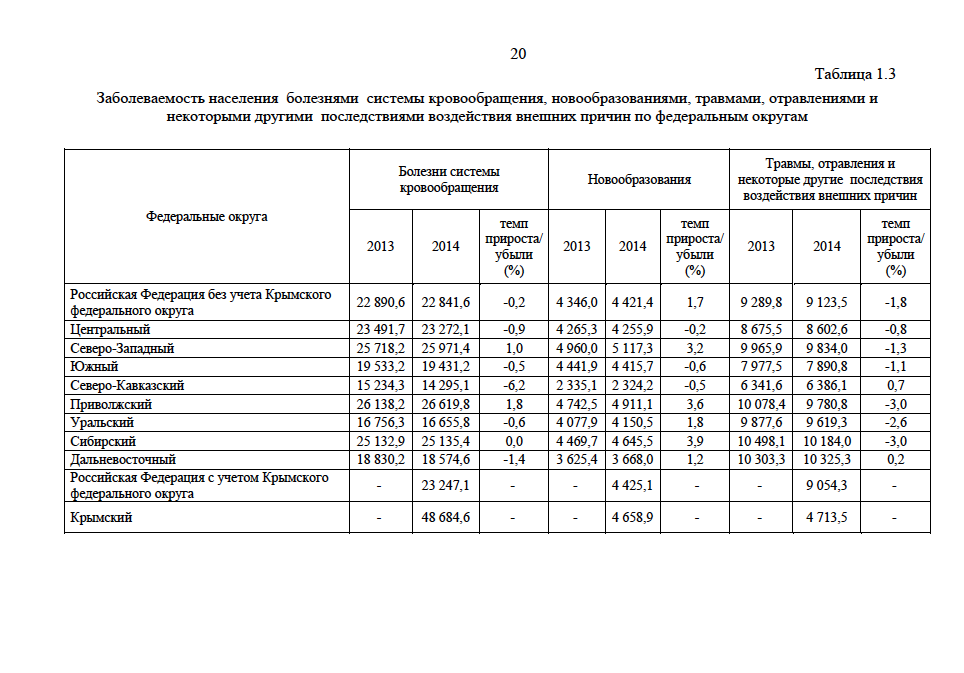 20
Таблица 1.3
Заболеваемость населения болезнями системы кровообращения, новообразованиями, травмами, отравлениями и
некоторыми другими последствиями воздействия внешних причин по федеральным округам
Федеральные округа
Болезни системы
кровообращения
Новообразования
Травмы, отравления и
некоторые другие последствия
воздействия внешних причин
2013 2014 темп прироста/ убыли (%) 2013 2014 темп прироста/ убыли (%) 2013 2014 темп прироста/ убыли (%)
Российская Федерация без учета Крымского
федерального округа 22 890,6 22 841,6 -0,2 4 346,0 4 421,4 1,7 9 289,8 9 123,5 -1,8
Центральный 23 491,7 23 272,1 -0,9 4 265,3 4 255,9 -0,2 8 675,5 8 602,6 -0,8
Северо-Западный 25 718,2 25 971,4 1,0 4 960,0 5 117,3 3,2 9 965,9 9 834,0 -1,3
Южный 19 533,2 19 431,2 -0,5 4 441,9 4 415,7 -0,6 7 977,5 7 890,8 -1,1
Северо-Кавказский 15 234,3 14 295,1 -6,2 2 335,1 2 324,2 -0,5 6 341,6 6 386,1 0,7
Приволжский 26 138,2 26 619,8 1,8 4 742,5 4 911,1 3,6 10 078,4 9 780,8 -3,0
Уральский 16 756,3 16 655,8 -0,6 4 077,9 4 150,5 1,8 9 877,6 9 619,3 -2,6
Сибирский 25 132,9 25 135,4 0,0 4 469,7 4 645,5 3,9 10 498,1 10 184,0 -3,0
Дальневосточный 18 830,2 18 574,6 -1,4 3 625,4 3 668,0 1,2 10 303,3 10 325,3 0,2
Российская Федерация с учетом Крымского
федерального округа - 23 247,1 - - 4 425,1 - - 9 054,3 -
Крымский - 48 684,6 - - 4 658,9 - - 4 713,5 -